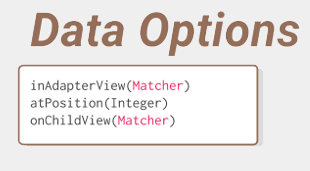 Data Options
inAdapterView(Matcher)
atPosition(Integer)
onChildView(Matcher)